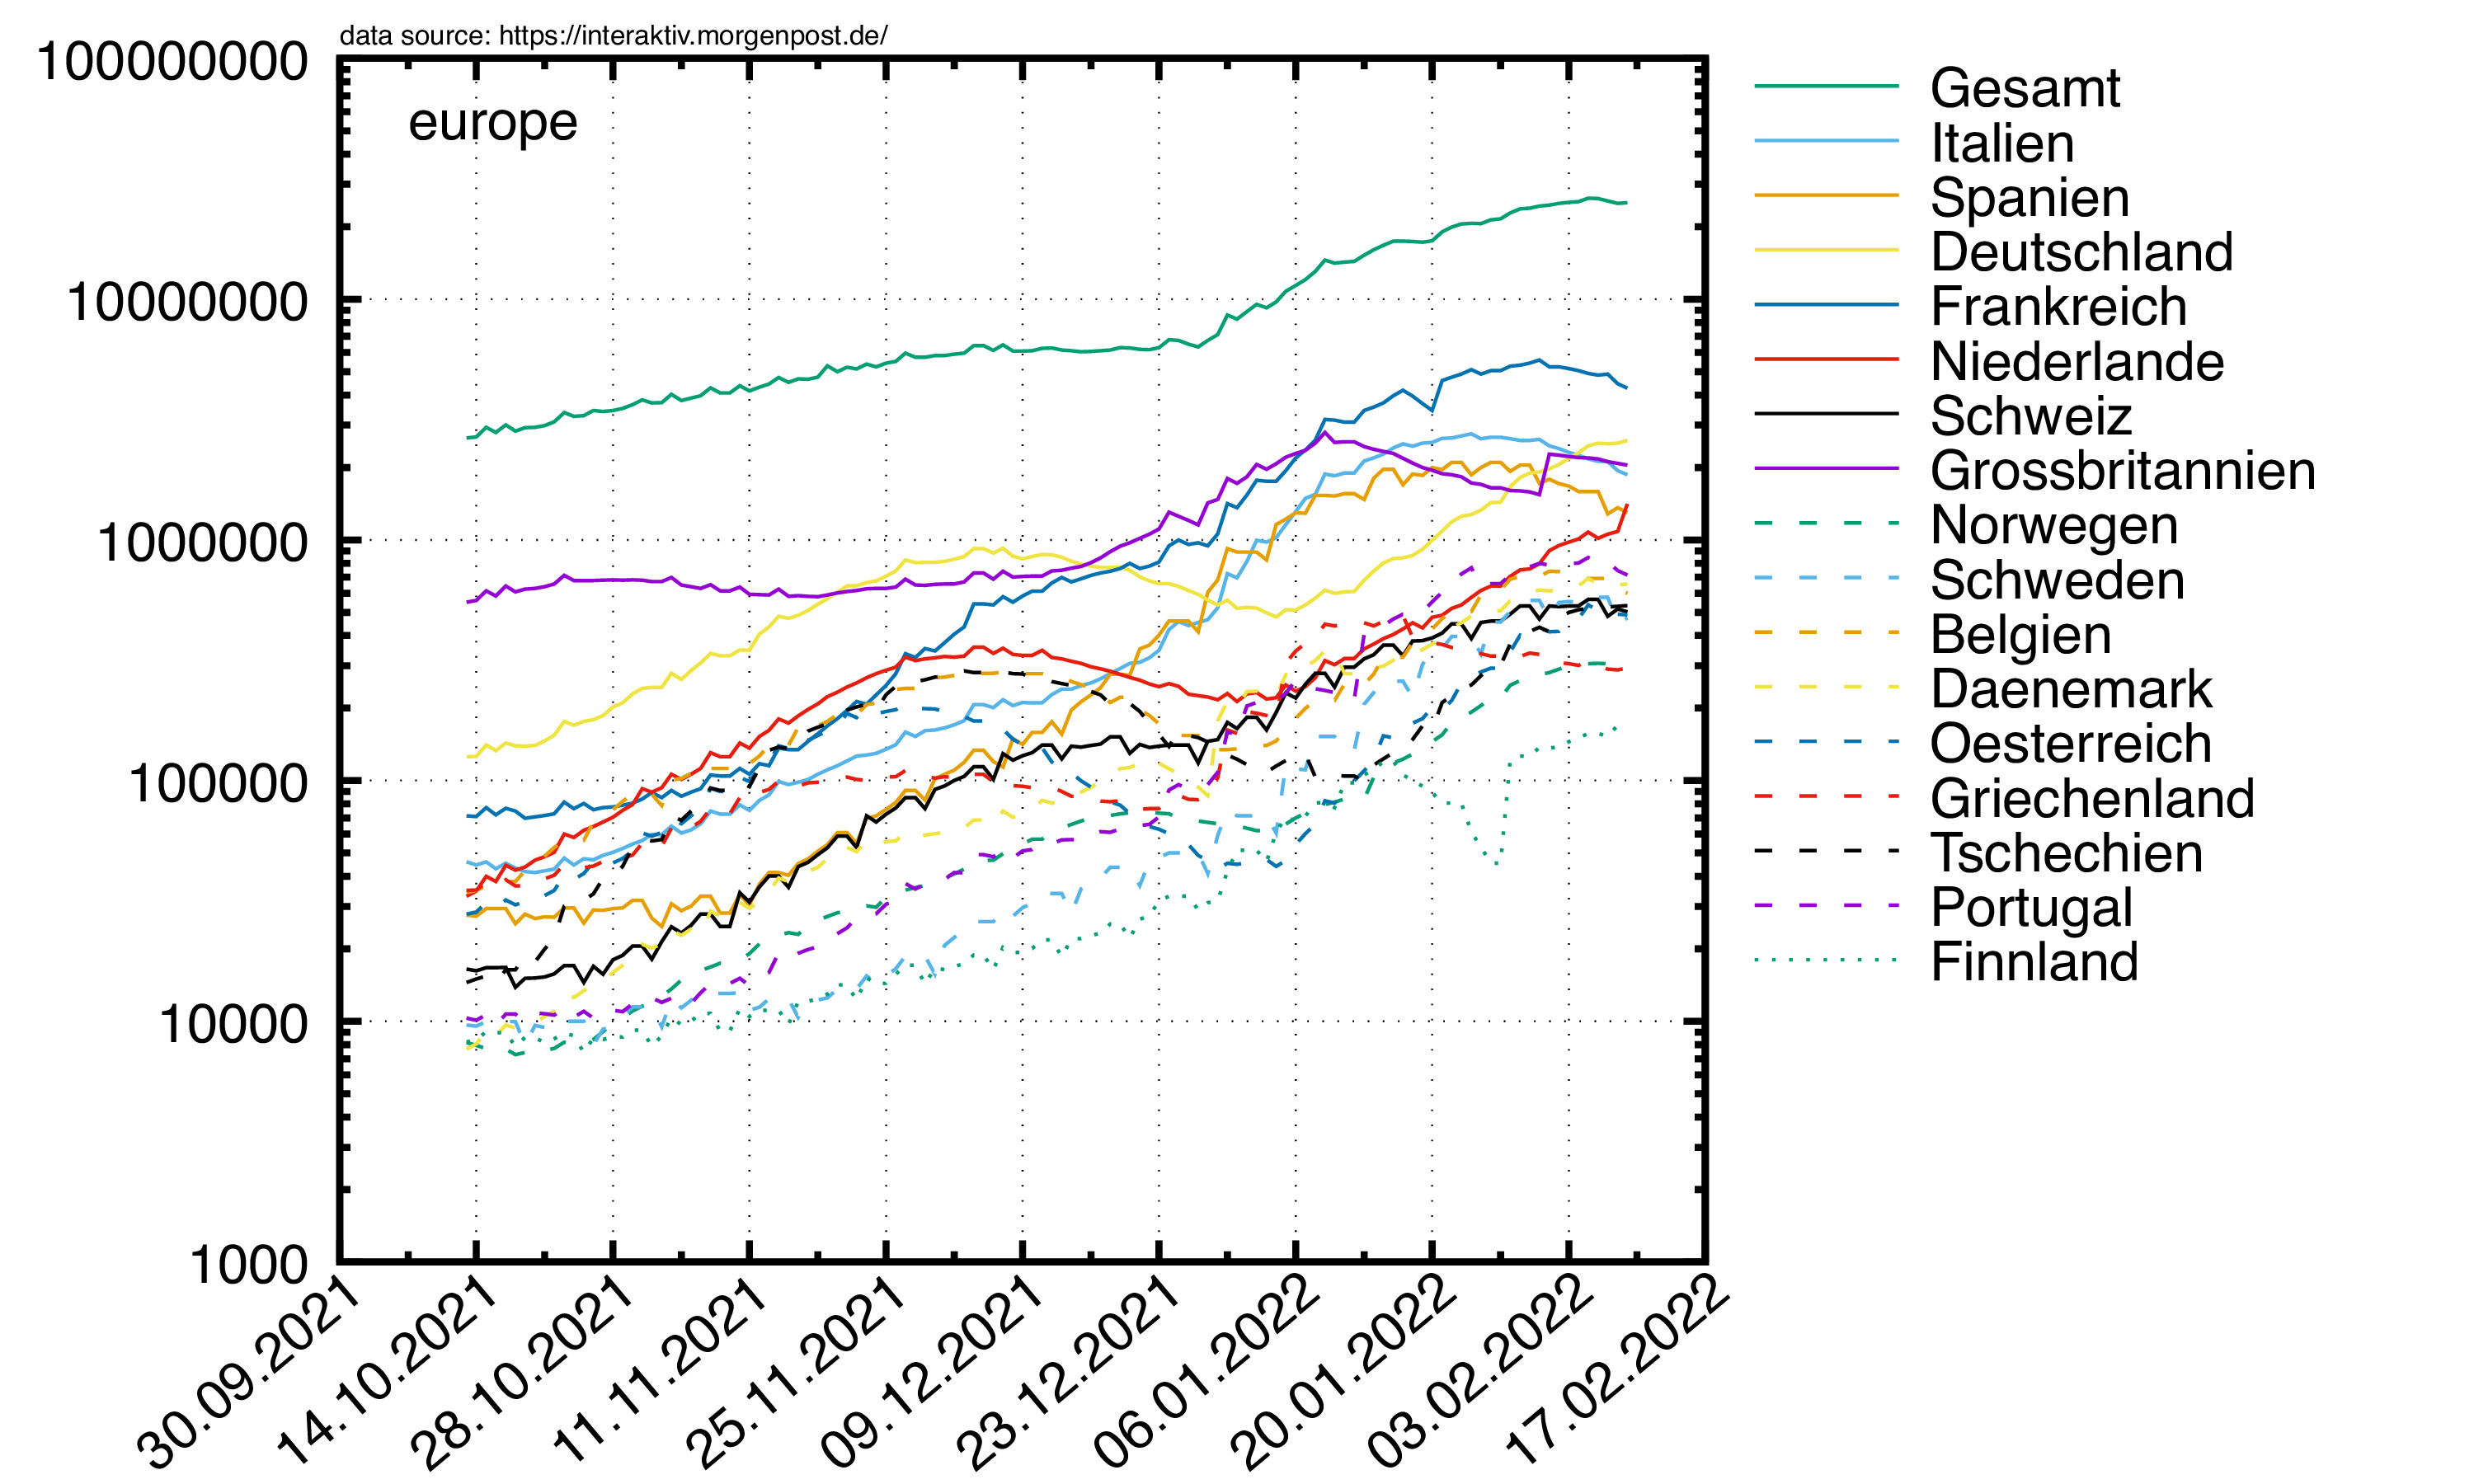 data source: https://interaktiv.morgenpost.de/
europe
100000000
10000000
1000000
100000
10000
1000
30.09.2021
14.10.2021
28.10.2021
11.11.2021
25.11.2021
09.12.2021
23.12.2021
06.01.2022
20.01.2022
03.02.2022
17.02.2022
Gesamt
Italien
Spanien
Deutschland
Frankreich
Niederlande
Schweiz
Grossbritannien
Norwegen
Schweden
Belgien
Daenemark
Oesterreich
Griechenland
Tschechien
Portugal
Finnland